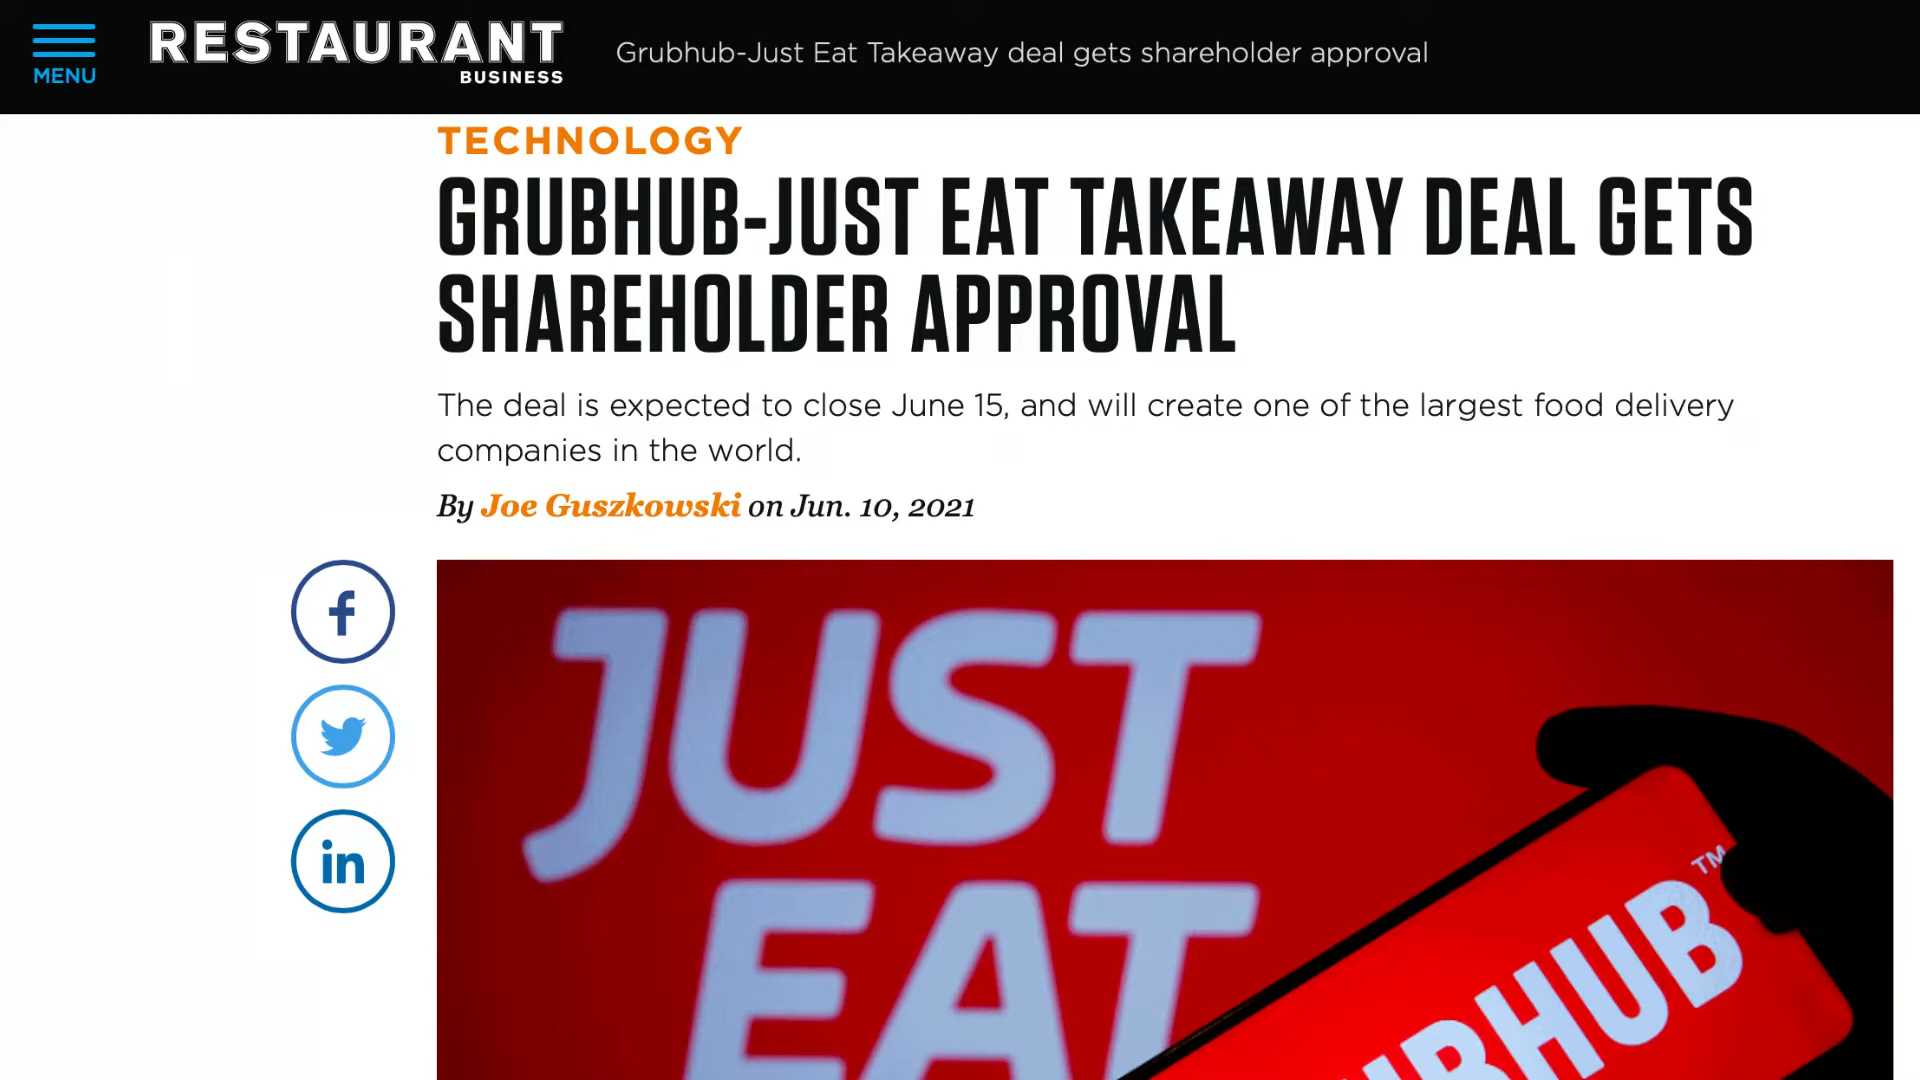 MENU
RESTAURANT
BUSINESS
Grubhub-Just Eat Takeaway deal gets shareholder approval
TECHNOLOGY
GRUBHUB-JUST EAT TAKEAWAY DEAL GETS
SHAREHOLDER APPROVAL
The deal is expected to close June 15, and will create one of the largest food delivery
companies in the world.
By Joe Guszkowski on Jun. 10, 2021
f
in
JUST
EAT
UBHUB™